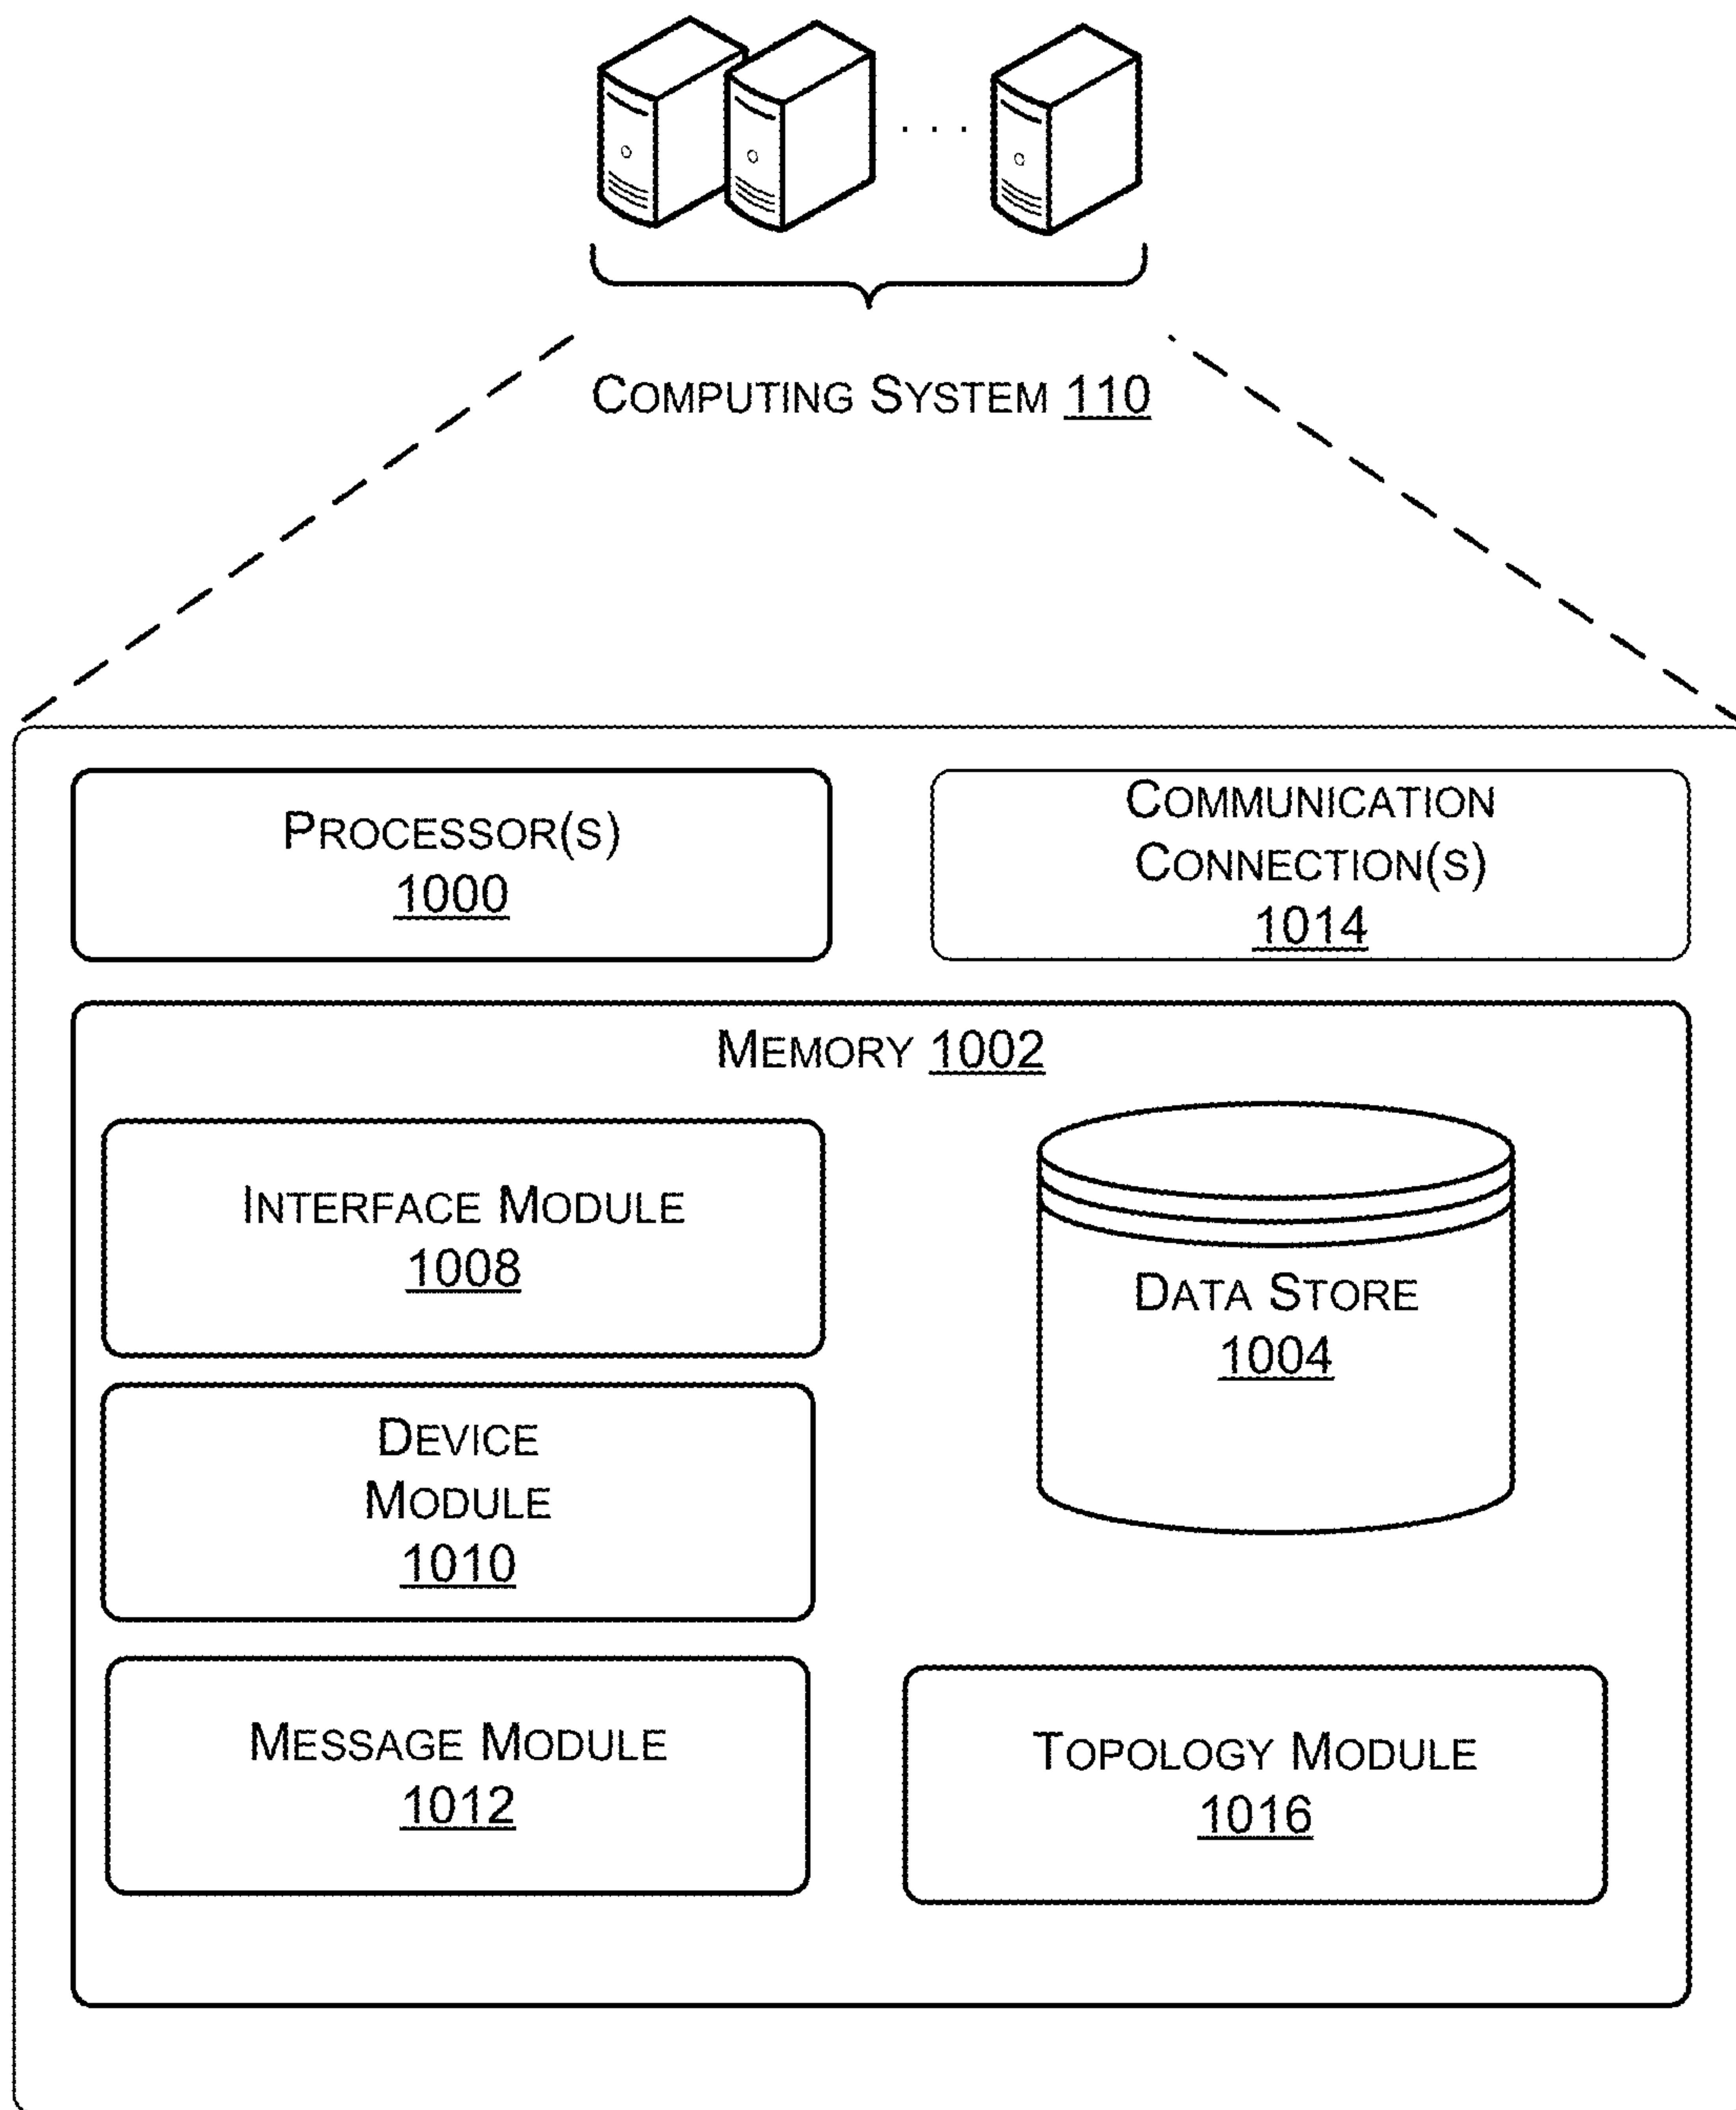 COMPUTING SYSTEM 110
PROCESSOR(S)
1000
COMMUNICATION
CONNECTION(S)
1014
MEMORY 1002
INTERFACE MODULE
1008
DATA STORE
1004
DEVICE
MODULE
1010
MESSAGE MODULE
1012
TOPOLOGY MODULE
1016